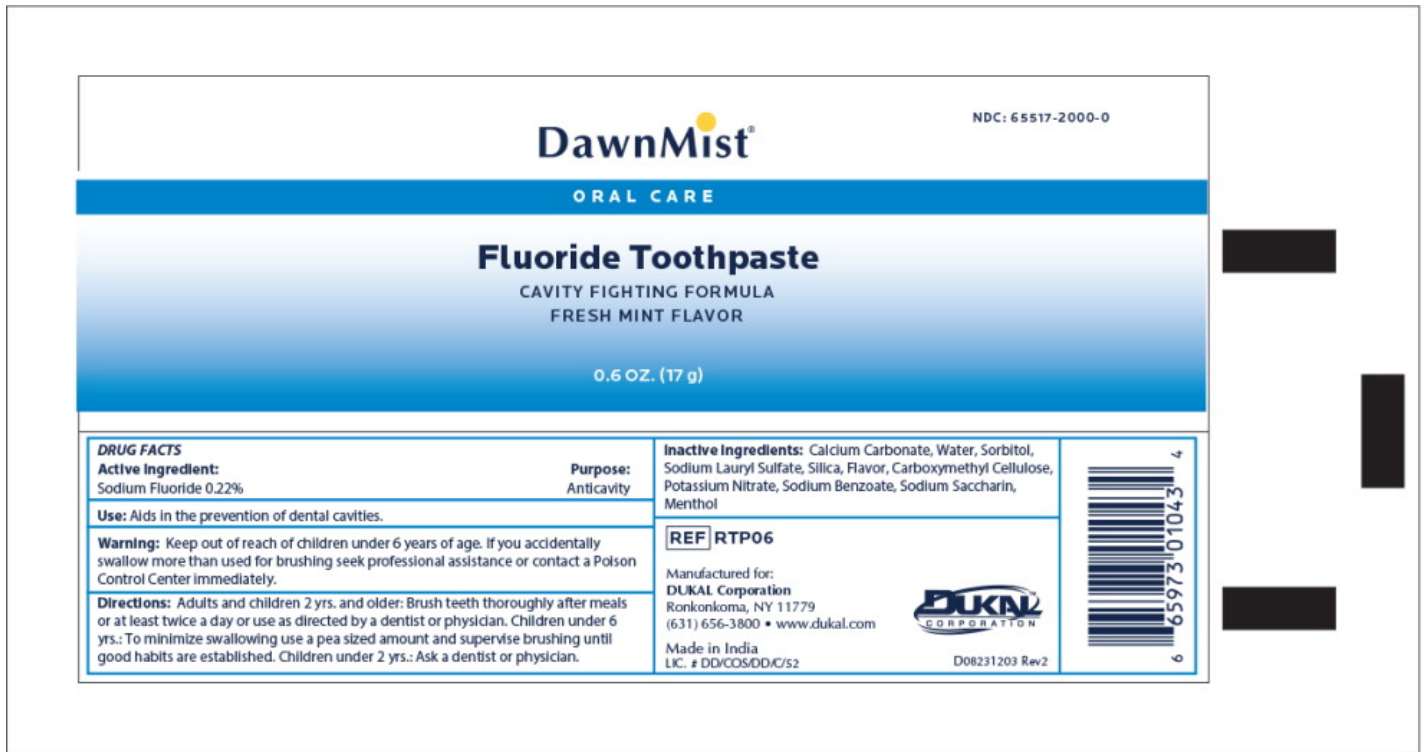 NDC: 65517-2000-0
DawnMist®
ORAL CARE
Fluoride Toothpaste
CAVITY FIGHTING FORMULA
FRESH MINT FLAVOR
0.6 OZ. (17 g)
DRUG FACTS
Active Ingredient: Purpose:
Sodium Fluoride 0.22% Anticavity
Use: Aids in the prevention of dental cavities.
Warning: Keep out of reach of children under 6 years of age. If you accidentally
swallow more than used for brushing seek professional assistance or contact a Poison
Control Center immediately.
Directions: Adults and children 2 yrs. and older: Brush teeth thoroughly after meals
or at least twice a day or use as directed by a dentist or physician. Children under 6
yrs.: To minimize swallowing use a pea sized amount and supervise brushing until
good habits are established. Children under 2 yrs.: Ask a dentist or physician.
Inactive Ingredients: Calcium Carbonate, Water, Sorbitol,
Sodium Lauryl Sulfate, Silica, Flavor, Carboxymethyl Cellulose,
Potassium Nitrate, Sodium Benzoate, Sodium Saccharin,
Menthol
REF RTP06
Manufactured for:
DUKAL Corporation
Ronkonkoma, NY 11779
(631) 656-3800 • www.dukal.com
Made in India
LIC. # DD/COS/DD/C/52
DUKAL™
CORPORATION
D08231203 Rev2
6 65973 01043 4